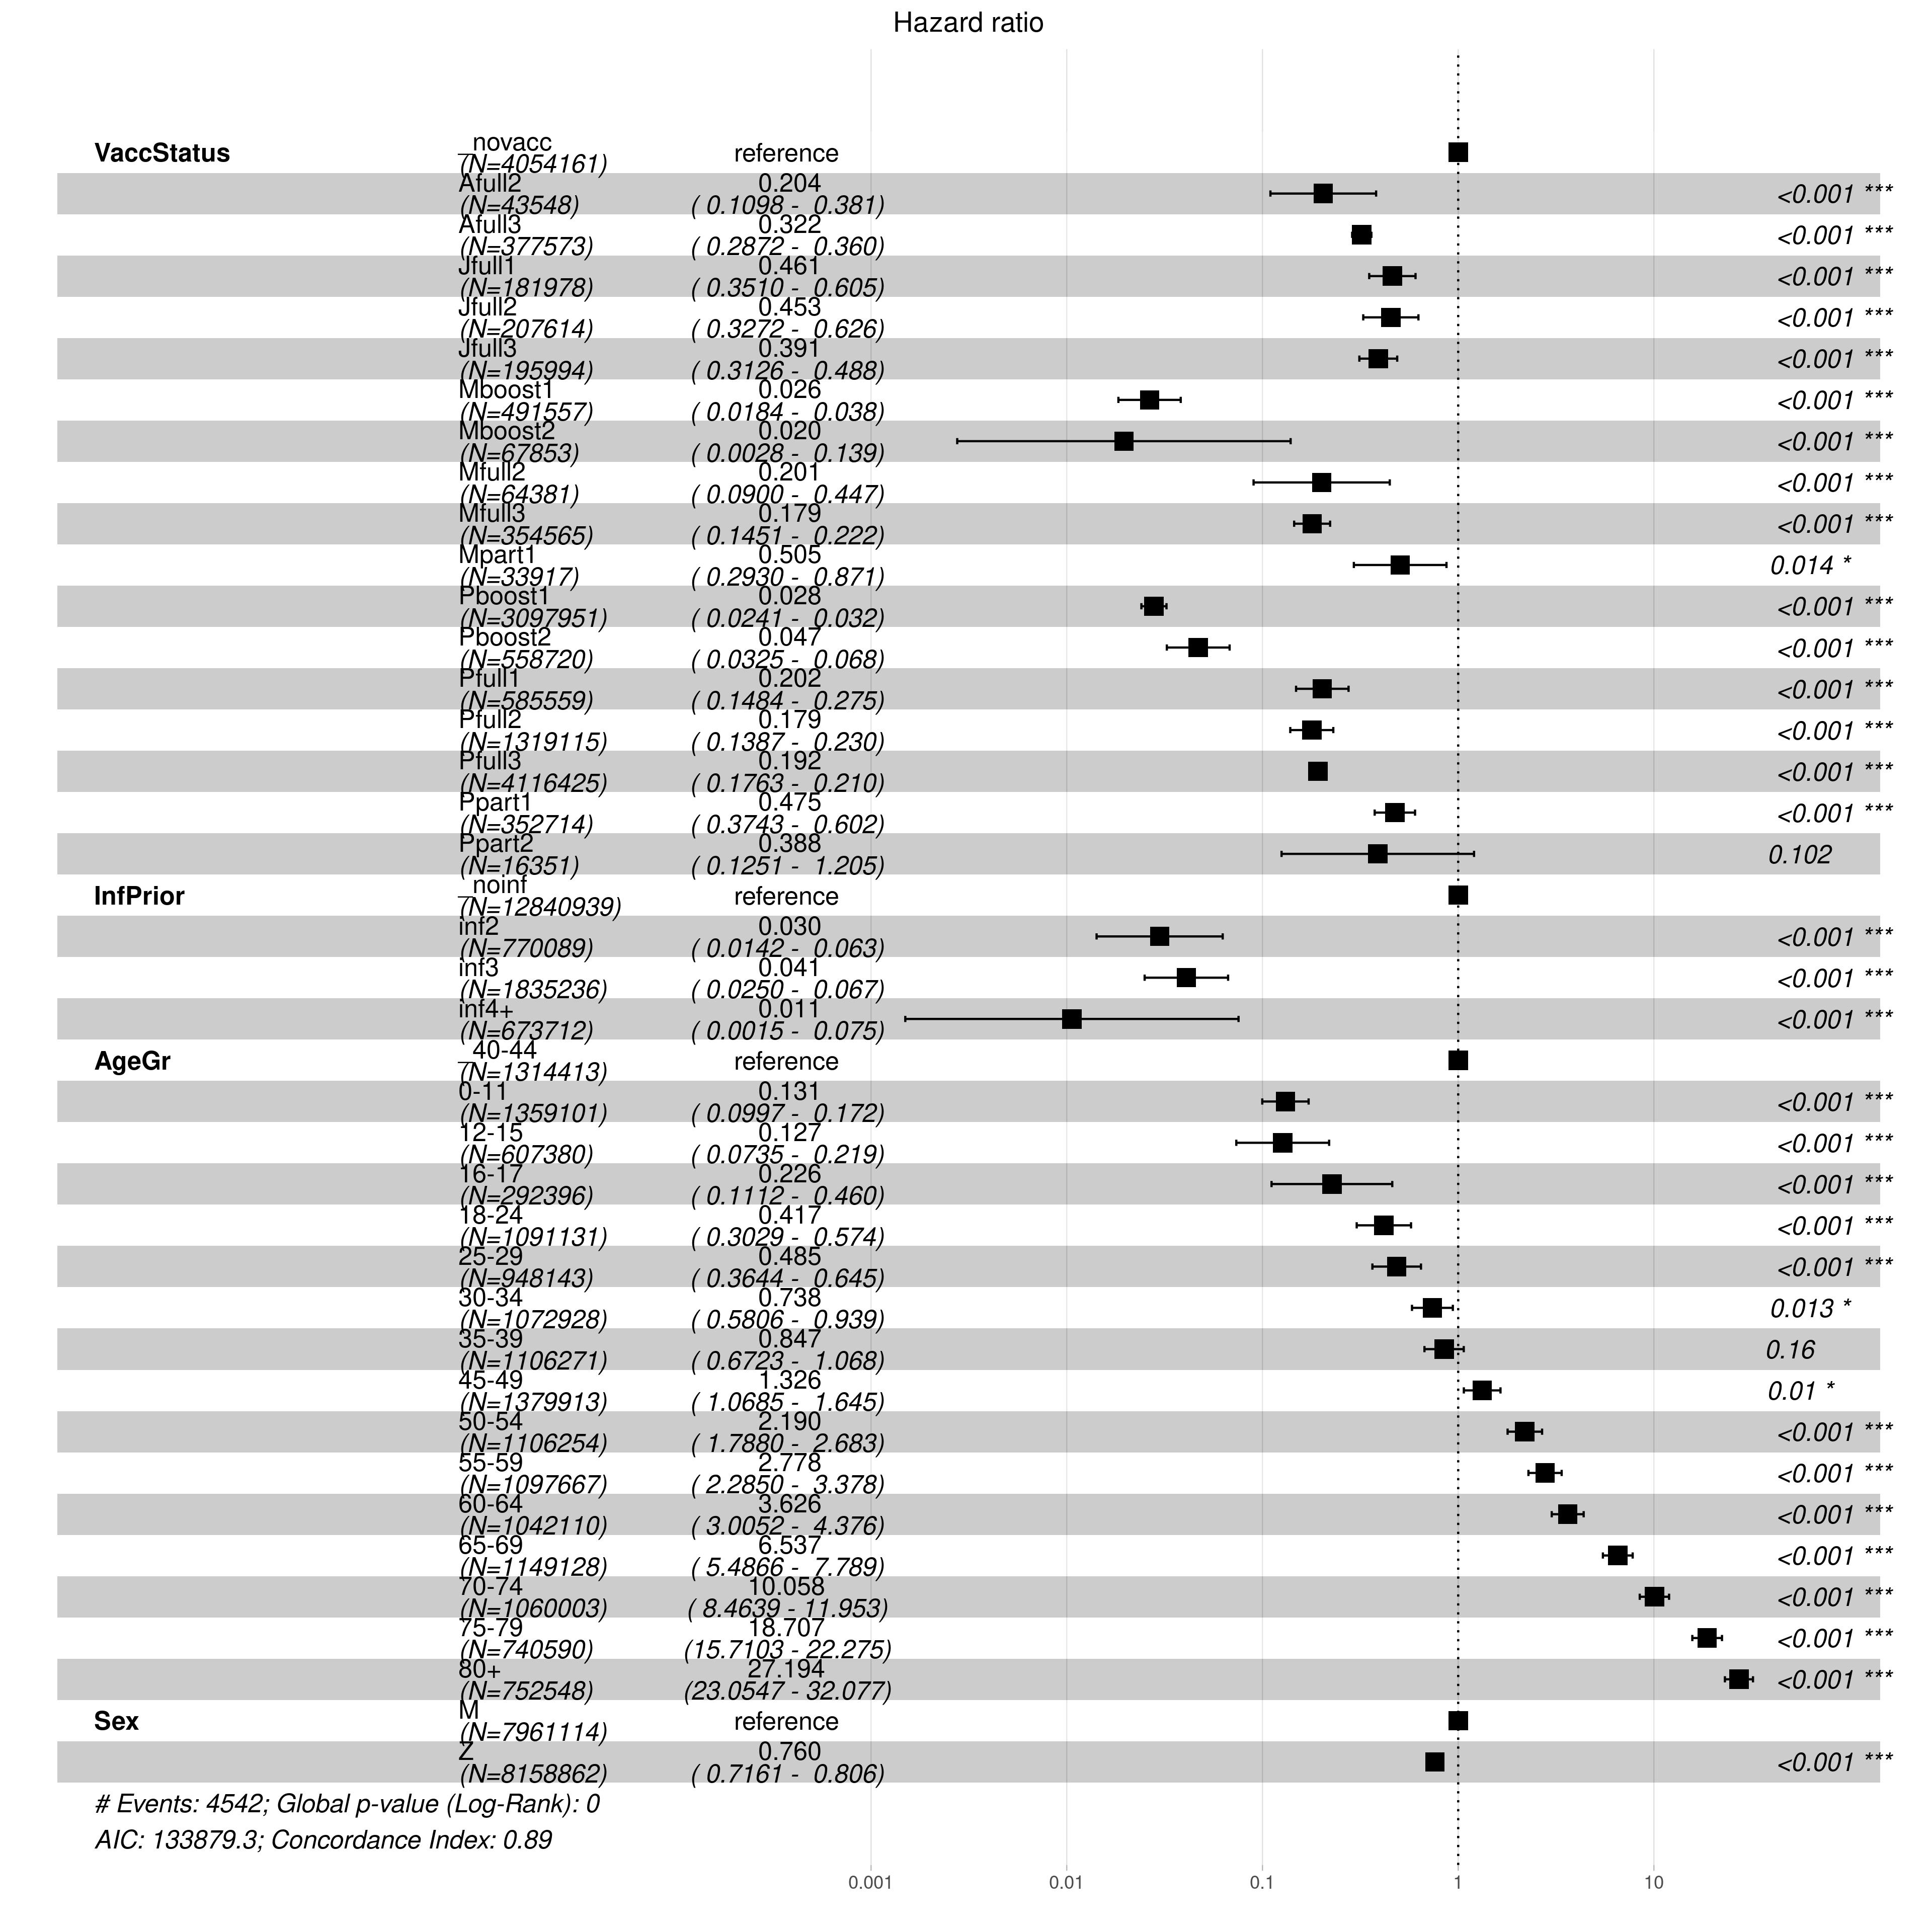 Hazard ratio
VaccStatus _novacc (N=4054161) reference
Afull2 (N=43548) 0.204 ( 0.1098 - 0.381) <0.001 ***
Afull3 (N=377573) 0.322 ( 0.2872 - 0.360) <0.001 ***
Jfull1 (N=181978) 0.461 ( 0.3510 - 0.605) <0.001 ***
Jfull2 (N=207614) 0.453 ( 0.3272 - 0.626) <0.001 ***
Jfull3 (N=195994) 0.391 ( 0.3126 - 0.488) <0.001 ***
Mboost1 (N=491557) 0.026 ( 0.0184 - 0.038) <0.001 ***
Mboost2 (N=67853) 0.020 ( 0.0028 - 0.139) <0.001 ***
Mfull2 (N=64381) 0.201 ( 0.0900 - 0.447) <0.001 ***
Mfull3 (N=354565) 0.179 ( 0.1451 - 0.222) <0.001 ***
Mpart1 (N=33917) 0.505 ( 0.2930 - 0.871) 0.014 *
Pboost1 (N=3097951) 0.028 ( 0.0241 - 0.032) <0.001 ***
Pboost2 (N=558720) 0.047 ( 0.0325 - 0.068) <0.001 ***
Pfull1 (N=585559) 0.202 ( 0.1484 - 0.275) <0.001 ***
Pfull2 (N=1319115) 0.179 ( 0.1387 - 0.230) <0.001 ***
Pfull3 (N=4116425) 0.192 ( 0.1763 - 0.210) <0.001 ***
Ppart1 (N=352714) 0.475 ( 0.3743 - 0.602) <0.001 ***
Ppart2 (N=16351) 0.388 ( 0.1251 - 1.205) 0.102
InfPrior _noinf (N=12840939) reference
inf2 (N=770089) 0.030 ( 0.0142 - 0.063) <0.001 ***
inf3 (N=1835236) 0.041 ( 0.0250 - 0.067) <0.001 ***
inf4+ (N=673712) 0.011 ( 0.0015 - 0.075) <0.001 ***
AgeGr _40-44 (N=1314413) reference
0-11 (N=1359101) 0.131 ( 0.0997 - 0.172) <0.001 ***
12-15 (N=607380) 0.127 ( 0.0735 - 0.219) <0.001 ***
16-17 (N=292396) 0.226 ( 0.1112 - 0.460) <0.001 ***
18-24 (N=1091131) 0.417 ( 0.3029 - 0.574) <0.001 ***
25-29 (N=948143) 0.485 ( 0.3644 - 0.645) <0.001 ***
30-34 (N=1072928) 0.738 ( 0.5806 - 0.939) 0.013 *
35-39 (N=1106271) 0.847 ( 0.6723 - 1.068) 0.16
45-49 (N=1379913) 1.326 ( 1.0685 - 1.645) 0.01 *
50-54 (N=1106254) 2.190 ( 1.7880 - 2.683) <0.001 ***
55-59 (N=1097667) 2.778 ( 2.2850 - 3.378) <0.001 ***
60-64 (N=1042110) 3.626 ( 3.0052 - 4.376) <0.001 ***
65-69 (N=1149128) 6.537 ( 5.4866 - 7.789) <0.001 ***
70-74 (N=1060003) 10.058 ( 8.4639 - 11.953) <0.001 ***
75-79 (N=740590) 18.707 (15.7103 - 22.275) <0.001 ***
80+ (N=752548) 27.194 (23.0547 - 32.077) <0.001 ***
Sex M (N=7961114) reference
Z (N=8158862) 0.760 ( 0.7161 - 0.806) <0.001 ***
# Events: 4542; Global p-value (Log-Rank): 0
AIC: 133879.3; Concordance Index: 0.89
0.001 0.01 0.1 1 10